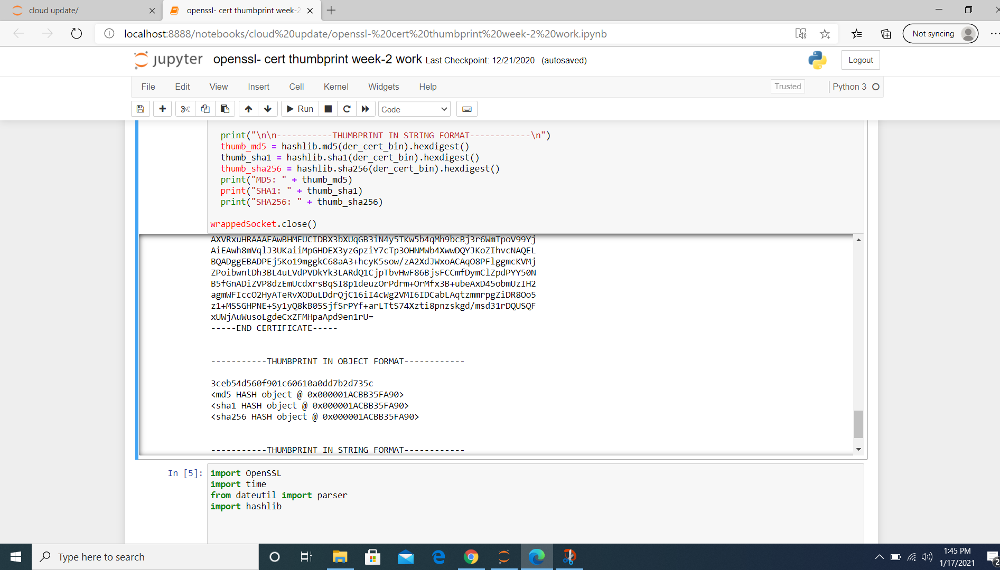 cloud update/
openssl- cert thumbprint week-2
localhost:8888/notebooks/cloud%20update/openssl-%20cert%20thumbprint%20week-2%20work.ipynb
Not syncing
jupyter openssl- cert thumbprint week-2 work Last Checkpoint: 12/21/2020 (autosaved)
Logout
File Edit View Insert Cell Kernel Widgets Help
Trusted
Python 3
Run
Code
print("\n\n-----------THUMBPRINT IN STRING FORMAT------------\n")
thumb_md5 = hashlib.md5(der_cert_bin).hexdigest()
thumb_sha1 = hashlib.sha1(der_cert_bin).hexdigest()
thumb_sha256 = hashlib.sha256(der_cert_bin).hexdigest()
print("MD5: " + thumb_md5)
print("SHA1: " + thumb_sha1)
print("SHA256: " + thumb_sha256)
wrappedSocket.close()
AXVRxuHRAAAEAwBHMEUCIDBX3bXUqGB3iN4y5TKw5b4qMh9bcBj3r6WmTpoV99Yj
AiEAwh8mVqlJ3UKaiiMpGHDEX3yzGpziY7cTp3OHNMWb4XwwDQYJKoZIhvcNAQEL
BQADggEBADPEj5Ko19mggkC68aA3+hcyK5sow/zA2XdJWxoACAqO8PFlggmcKVMj
ZPoibwntDh3BL4uLVdPVDkYk3LARdQ1CjpTbvHwF86BjsFCCmfDymClZpdPYY50N
B5fGnADiZVP8dzEmUcdxrsBqSI8p1deuzOrPdrm+OrMfx3B+ubeAxD45obmUzIH2
agmWFIccO2HyATeRvXODuLDdrQjC16iI4cWg2VMI6IDCabLAqtzmmrpgZiDR8Oo5
z1+MSSGHPNE+Sy1yQ8kB05SjfSrPYf+arLTtS74Xzti8pnzskgd/msd31rDQUSQF
xUWjAuWusoLgdeCxZFMHpaApd9en1rU=
-----END CERTIFICATE-----
-----------THUMBPRINT IN OBJECT FORMAT------------
3ceb54d560f901c60610a0dd7b2d735c
<md5 HASH object @ 0x000001ACBB35FA90>
<sha1 HASH object @ 0x000001ACBB35FA90>
<sha256 HASH object @ 0x000001ACBB35FA90>
-----------THUMBPRINT IN STRING FORMAT------------
In [5]:
import OpenSSL
import time
from dateutil import parser
import hashlib
Type here to search
1:45 PM
1/17/2021
2